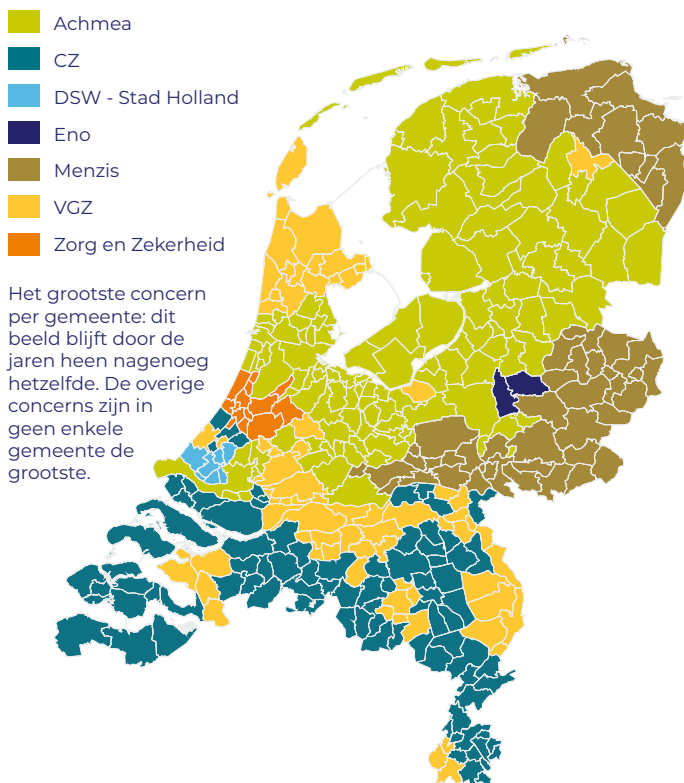 Achmea
CZ
DSW - Stad Holland
Eno
Menzis
VGZ
Zorg en Zekerheid
Het grootste concern
per gemeente: dit
beeld blijft door de
jaren heen nagenoeg
hetzelfde. De overige
concerns zijn in
geen enkele
gemeente de
grootste.